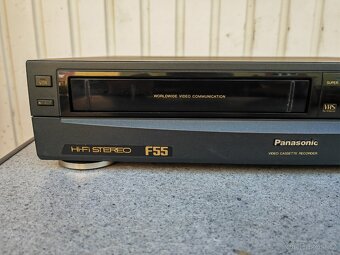 SUPER
WORLDWIDE VIDEO COMMUNICATION
VHS
Panasonic
Hi-Fi STEREO F55
VIDEO CASSETTE RECORDER